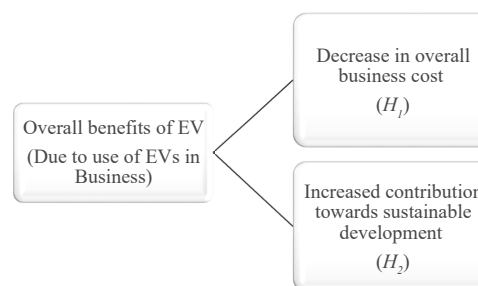 Overall benefits of EV
(Due to use of EVs in
Business)
Decrease in overall
business cost
(H₁)
Increased contribution
towards sustainable
development
(H₂)